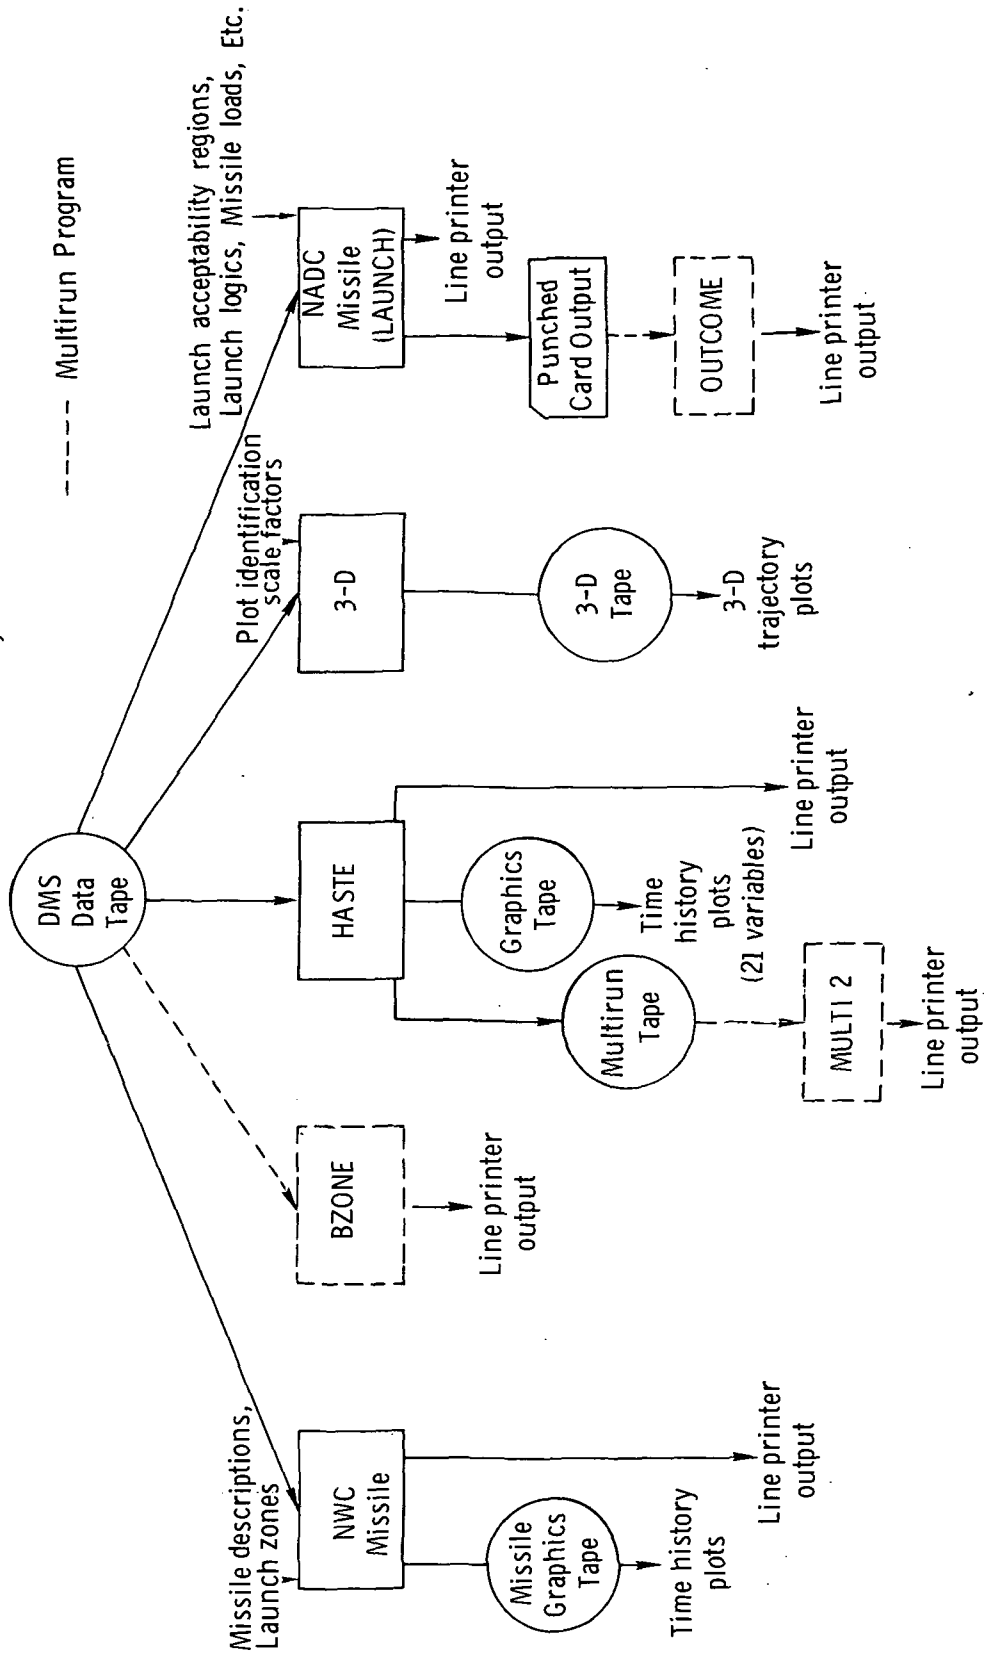 ----- Multirun Program
DMS
Data
Tape
Missile descriptions,
Launch zones
NWC
Missile
Missile
Graphics
Tape
Time history
plots
Line printer
output
BZONE
Line printer
output
HASTE
Multirun
Tape
MULTI 2
Line printer
output
Graphics
Tape
Time
history
plots
(21 variables)
Line printer
output
Plot identification
scale factors
3-D
3-D
Tape
3-D
trajectory
plots
Launch acceptability regions,
Launch logics, Missile loads, Etc.
NADC
Missile
(LAUNCH)
Line printer
output
Punched
Card Output
OUTCOME
Line printer
output